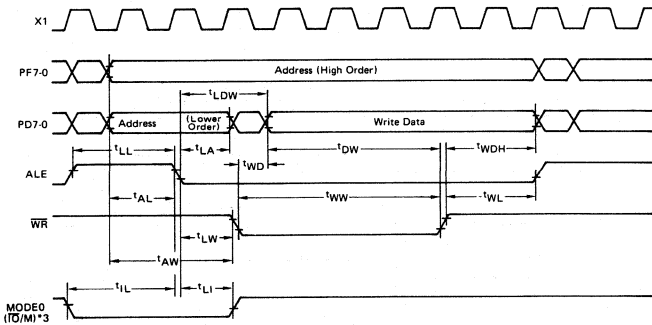 X1
PF7-0
Address (High Order)
tLDW
PD7-0
Address
(Lower
Order)
Write Data
tLL
tLA
tWD
tDW
tWDH
ALE
tAL
tWW
tWL
WR
tLW
tAW
tIL
tLI
MODE0
(IO/M)*3